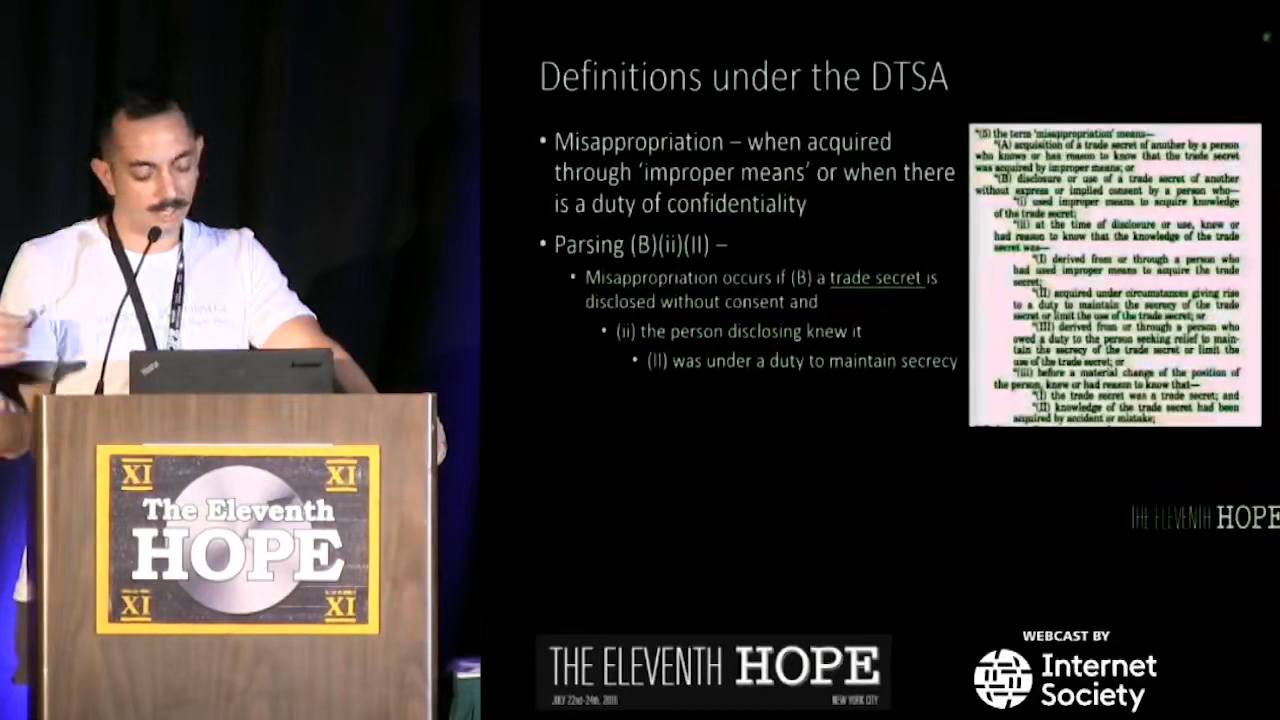 Definitions under the DTSA
• Misappropriation – when acquired
through 'improper means' or when there
is a duty of confidentiality
• Parsing (B)(ii)(II) –
• Misappropriation occurs if (B) a trade secret is
disclosed without consent and
• (ii) the person disclosing knew it
• (II) was under a duty to maintain secrecy
"(5) the term 'misappropriation' means—
"(A) acquisition of a trade secret of another by a person
who knows or has reason to know that the trade secret
was acquired by improper means; or
"(B) disclosure or use of a trade secret of another
without express or implied consent by a person who—
"(i) used improper means to acquire knowledge
of the trade secret;
"(ii) at the time of disclosure or use, knew or
had reason to know that the knowledge of the trade
secret was—
"(I) derived from or through a person who
had used improper means to acquire the trade
secret;
"(II) acquired under circumstances giving rise
to a duty to maintain the secrecy of the trade
secret or limit the use of the trade secret; or
"(III) derived from or through a person who
owed a duty to the person seeking relief to main-
tain the secrecy of the trade secret or limit the
use of the trade secret; or
"(iii) before a material change of the position of
the person, knew or had reason to know that—
"(I) the trade secret was a trade secret; and
"(II) knowledge of the trade secret had been
acquired by accident or mistake;
XI XI
The Eleventh
HOPE
XI XI
THE ELEVENTH HOPE
THE ELEVENTH HOPE
JULY 22nd-24th, 2016 NEW YORK CITY
WEBCAST BY
Internet
Society